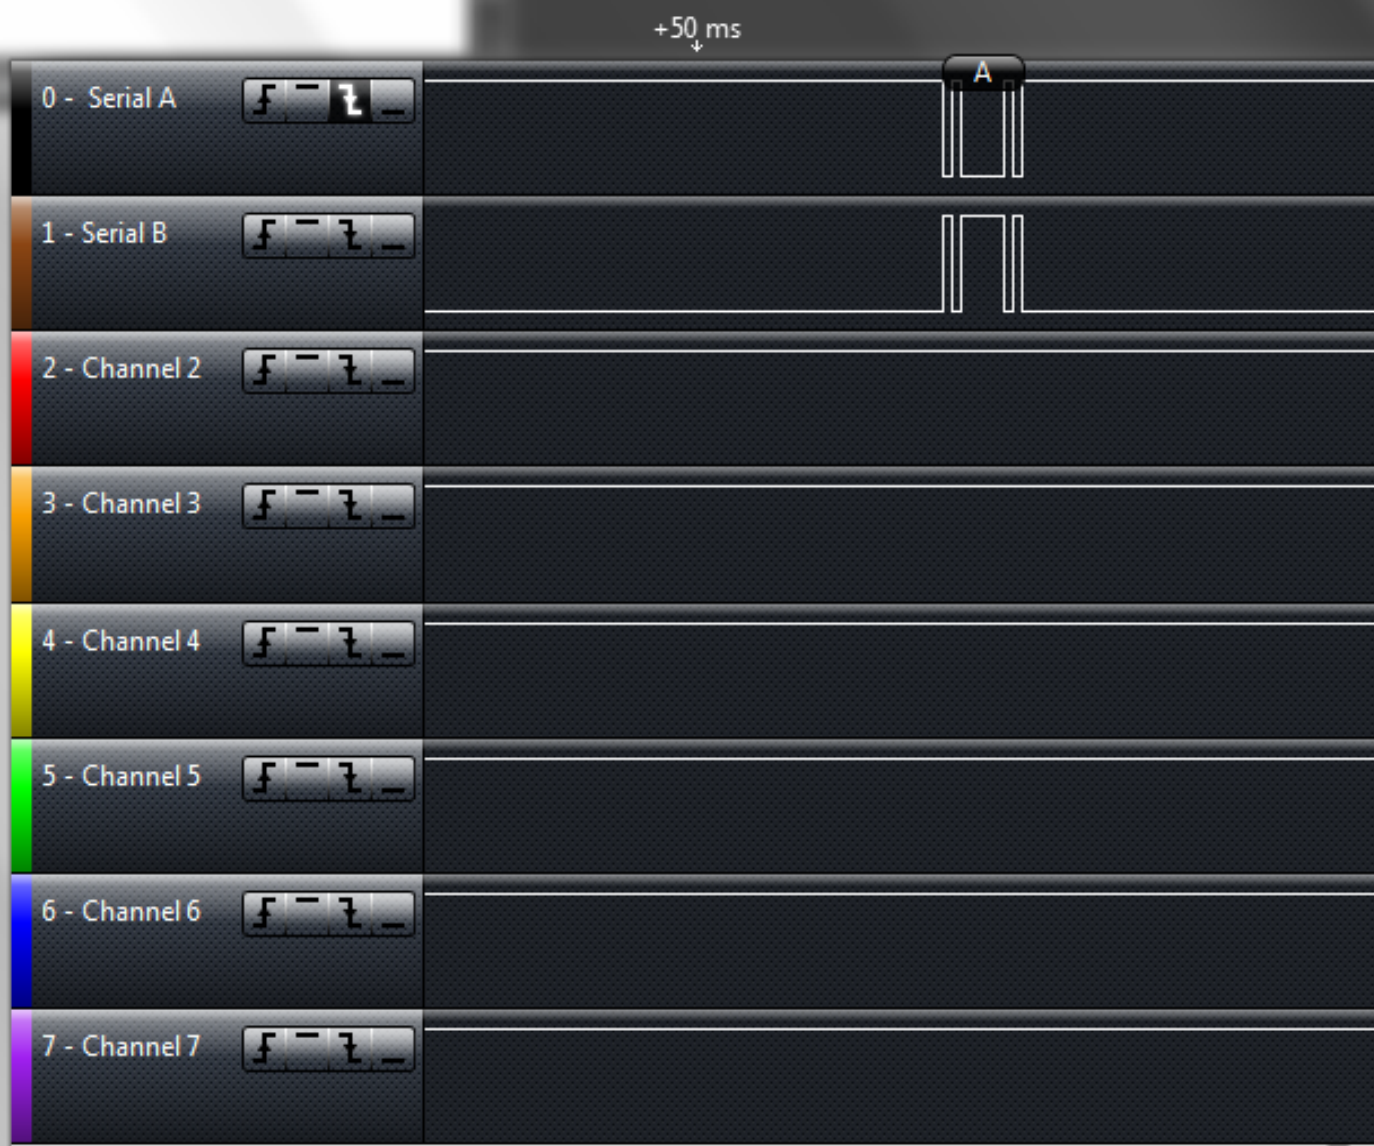 +50 ms
A
0 - Serial A
1 - Serial B
2 - Channel 2
3 - Channel 3
4 - Channel 4
5 - Channel 5
6 - Channel 6
7 - Channel 7